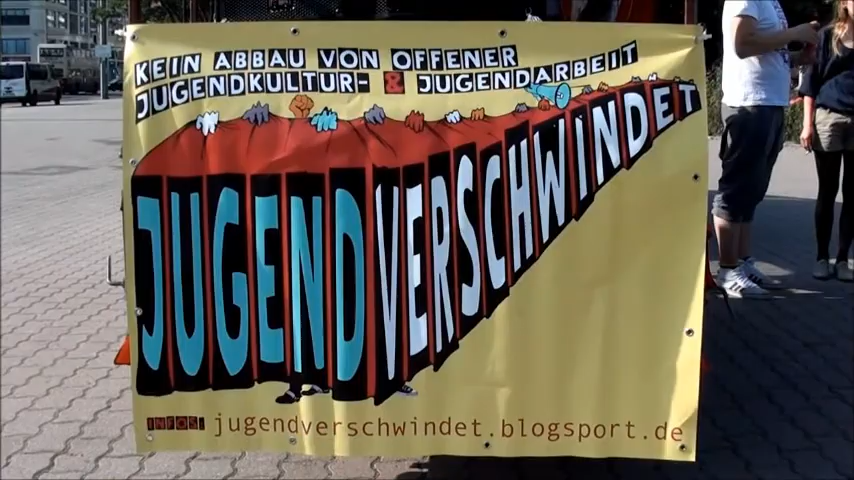 KEIN ABBAU VON OFFENER
JUGENDKULTUR- & JUGENDARBEIT
JUGENDVERSCHWINDET
INFOS: jugendverschwindet.blogsport.de